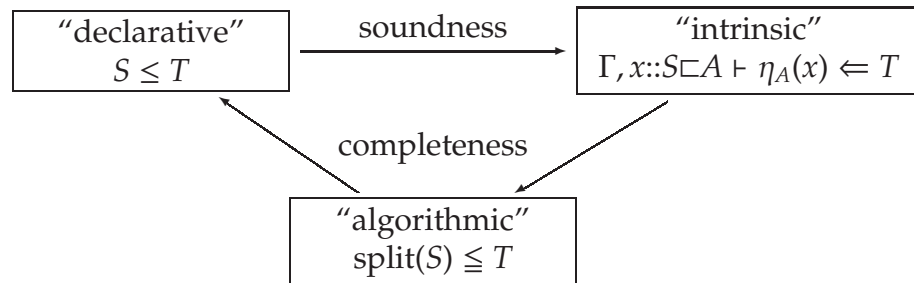 “declarative”
S ≤ T
soundness
“intrinsic”
Γ, x::S⊏A ⊢ η_A(x) ⇐ T
completeness
“algorithmic”
split(S) ≦ T